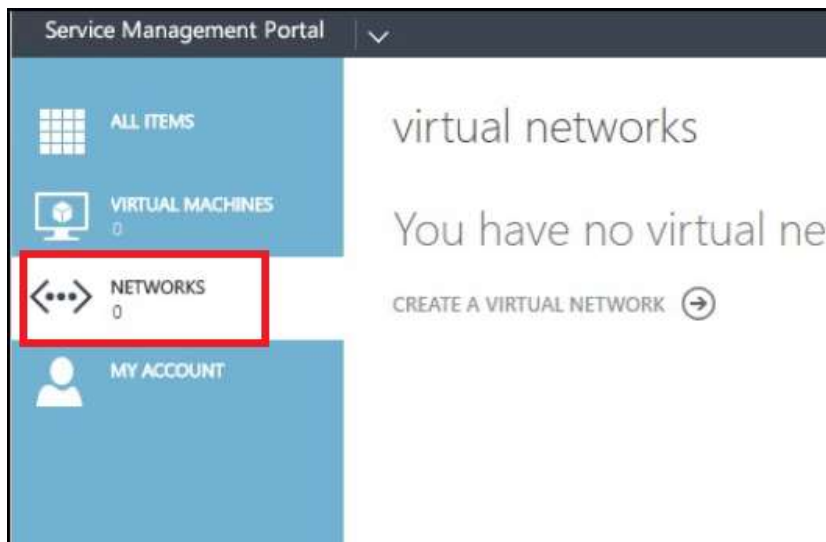 Service Management Portal
ALL ITEMS
VIRTUAL MACHINES
0
NETWORKS
0
MY ACCOUNT
virtual networks
You have no virtual ne
CREATE A VIRTUAL NETWORK